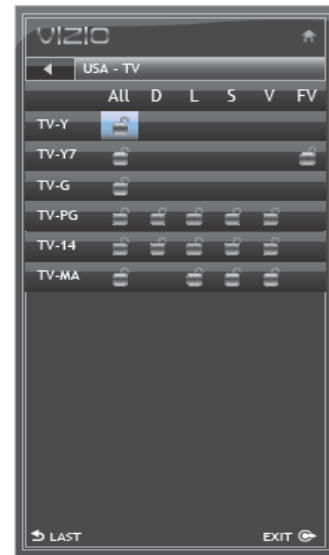 VIZIO
USA - TV
All D L S V FV
TV-Y
TV-Y7
TV-G
TV-PG
TV-14
TV-MA
LAST EXIT